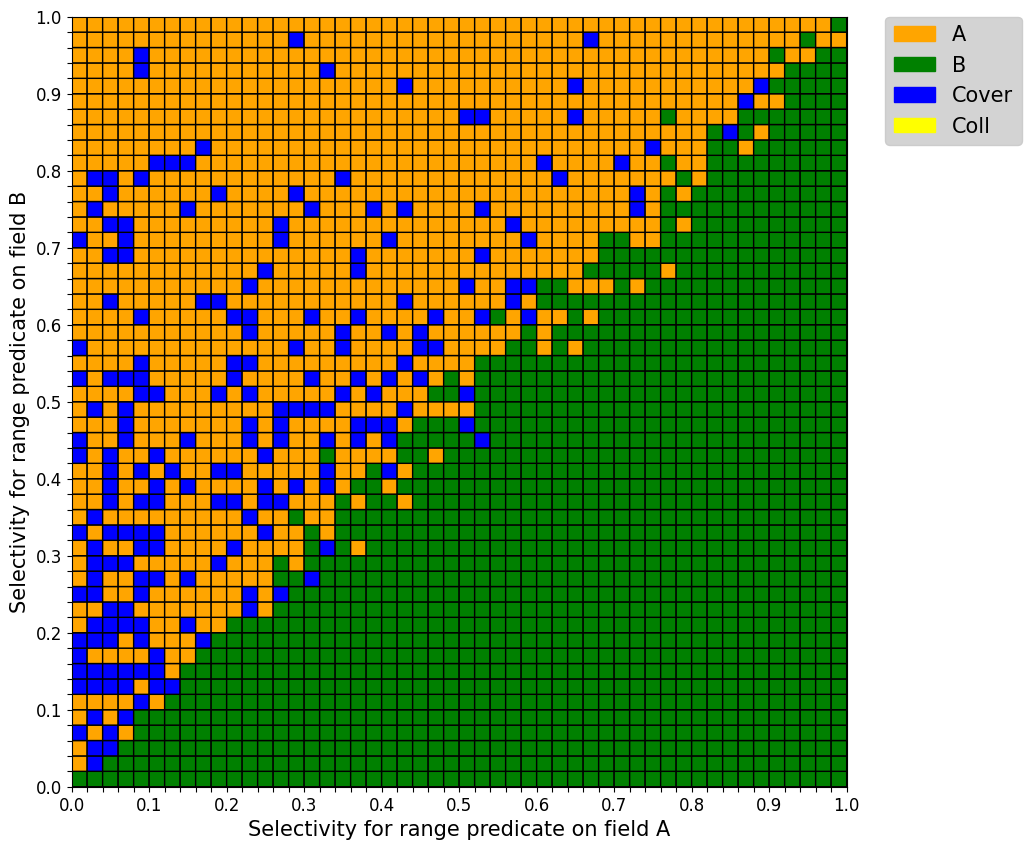 1.0
0.9
0.8
0.7
0.6
0.5
0.4
0.3
0.2
0.1
0.0
Selectivity for range predicate on field B
0.0 0.1 0.2 0.3 0.4 0.5 0.6 0.7 0.8 0.9 1.0
Selectivity for range predicate on field A
A
B
Cover
Coll